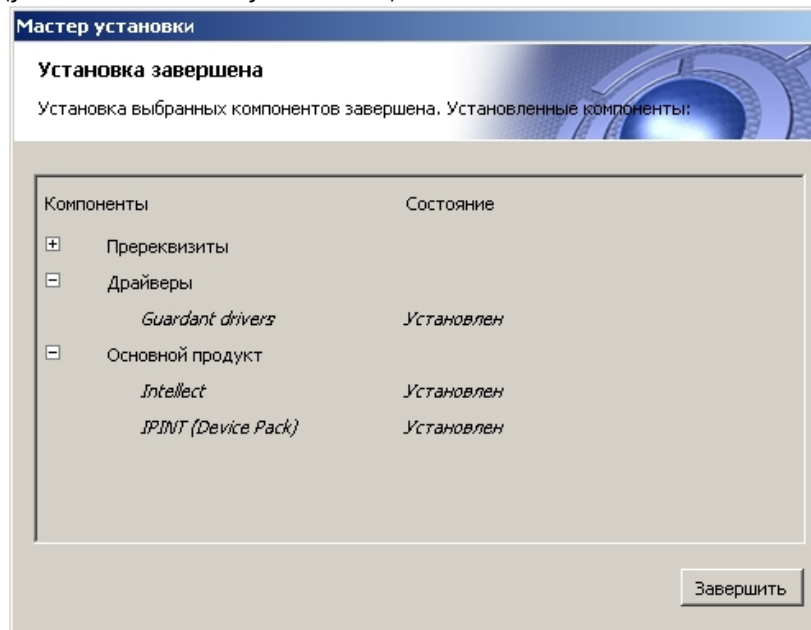 Мастер установки
Установка завершена
Установка выбранных компонентов завершена. Установленные компоненты:
Компоненты Состояние
Пререквизиты
Драйверы
Guardant drivers Установлен
Основной продукт
Intellect Установлен
IPINT (Device Pack) Установлен
Завершить